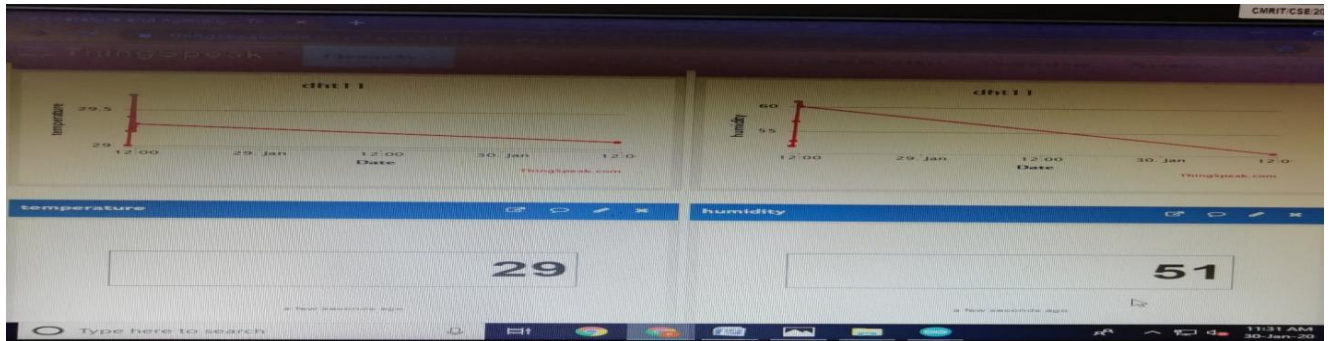 CMRIT/CSE/20
ThingSpeak
dht11
temperature
29.5
29
12:00
29. Jan
12:00
30. Jan
12:0
Date
ThingSpeak.com
dht11
humidity
60
55
12:00
29. Jan
12:00
30. Jan
12:0
Date
ThingSpeak.com
temperature
humidity
29
51
a few seconds ago
a few seconds ago
Type here to search
11:31 AM
30-Jan-20